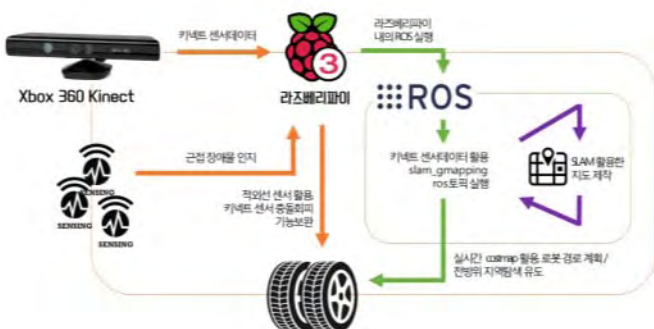 키넥트 센서데이터
라즈베리파이
내의 ROS 실행
3
Xbox 360 Kinect
라즈베리파이
ROS
근접 장애물 인지
키넥트 센서데이터 활용
slam_gmapping
ros토픽 실행
SLAM 활용한
지도 제작
SENSING
SENSING
SENSING
적외선 센서 활용,
키넥트 센서 충돌회피
기능보완
실시간 costmap 활용, 로봇 경로 계획 /
전방위 지역탐색 유도